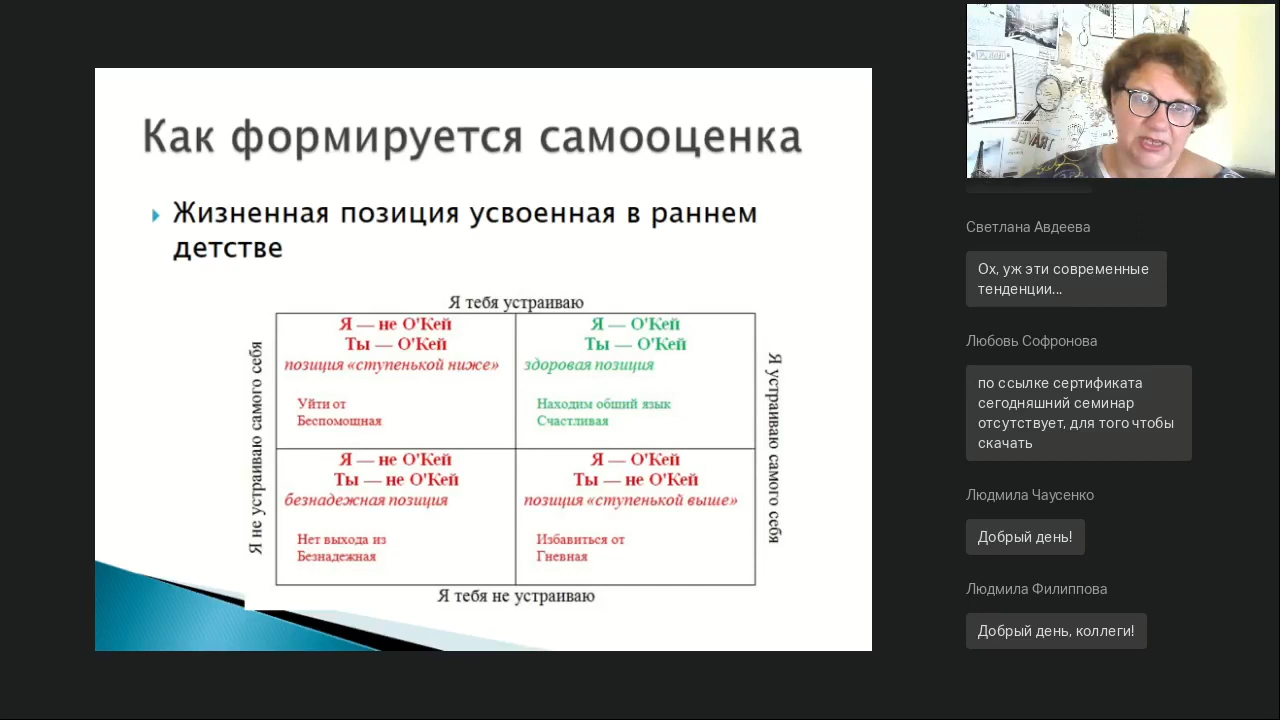 Как формируется самооценка
Жизненная позиция усвоенная в раннем
детстве
Я тебя устраиваю
Я не устраиваю самого себя
Я — не О'Кей
Ты — О'Кей
позиция «ступенькой ниже»
Уйти от
Беспомощная
Я — О'Кей
Ты — О'Кей
здоровая позиция
Находим общий язык
Счастливая
Я — не О'Кей
Ты — не О'Кей
безнадежная позиция
Нет выхода из
Безнадежная
Я — О'Кей
Ты — не О'Кей
позиция «ступенькой выше»
Избавиться от
Гневная
Я устраиваю самого себя
Я тебя не устраиваю
TRAVEL
Светлана Авдеева
Ох, уж эти современные
тенденции...
Любовь Софронова
по ссылке сертификата
сегодняшний семинар
отсутствует, для того чтобы
скачать
Людмила Чаусенко
Добрый день!
Людмила Филиппова
Добрый день, коллеги!